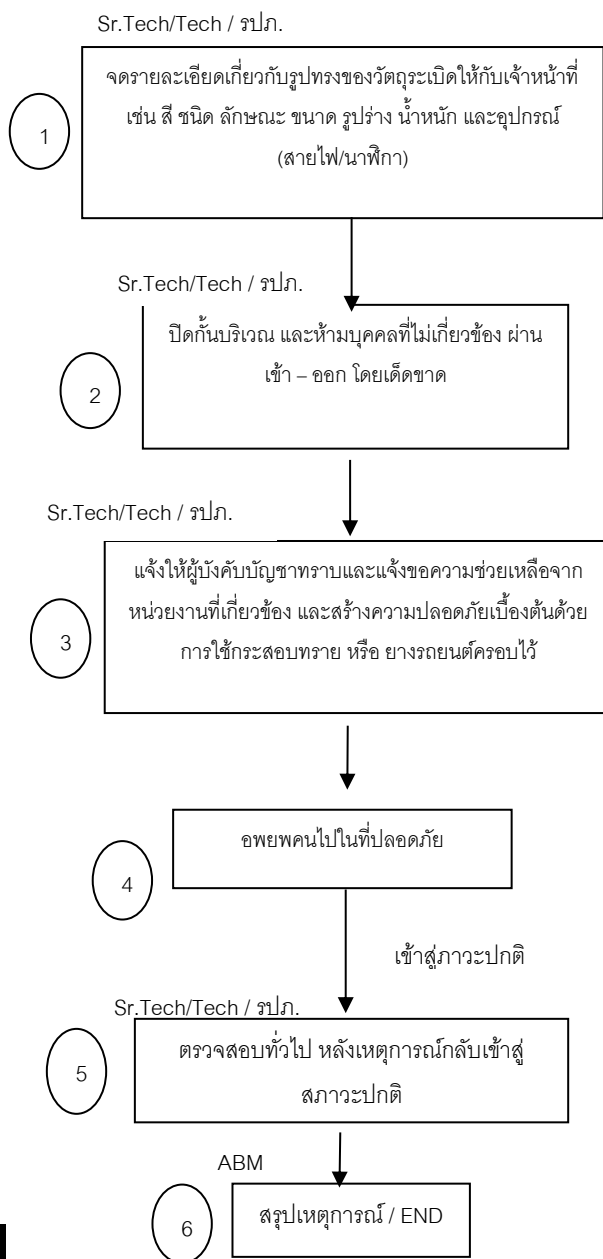 Sr.Tech/Tech / รปภ.
จดรายละเอียดเกี่ยวกับรูปทรงของวัตถุระเบิดให้กับเจ้าหน้าที่
เช่น สี ชนิด ลักษณะ ขนาด รูปร่าง น้ำหนัก และอุปกรณ์
(สายไฟ/นาฬิกา)
1
Sr.Tech/Tech / รปภ.
ปิดกั้นบริเวณ และห้ามบุคคลที่ไม่เกี่ยวข้อง ผ่าน
เข้า – ออก โดยเด็ดขาด
2
Sr.Tech/Tech / รปภ.
แจ้งให้ผู้บังคับบัญชาทราบและแจ้งขอความช่วยเหลือจาก
หน่วยงานที่เกี่ยวข้อง และสร้างความปลอดภัยเบื้องต้นด้วย
การใช้กระสอบทราย หรือ ยางรถยนต์ครอบไว้
3
อพยพคนไปในที่ปลอดภัย
4
เข้าสู่ภาวะปกติ
Sr.Tech/Tech / รปภ.
ตรวจสอบทั่วไป หลังเหตุการณ์กลับเข้าสู่
สภาวะปกติ
5
ABM
สรุปเหตุการณ์ / END
6